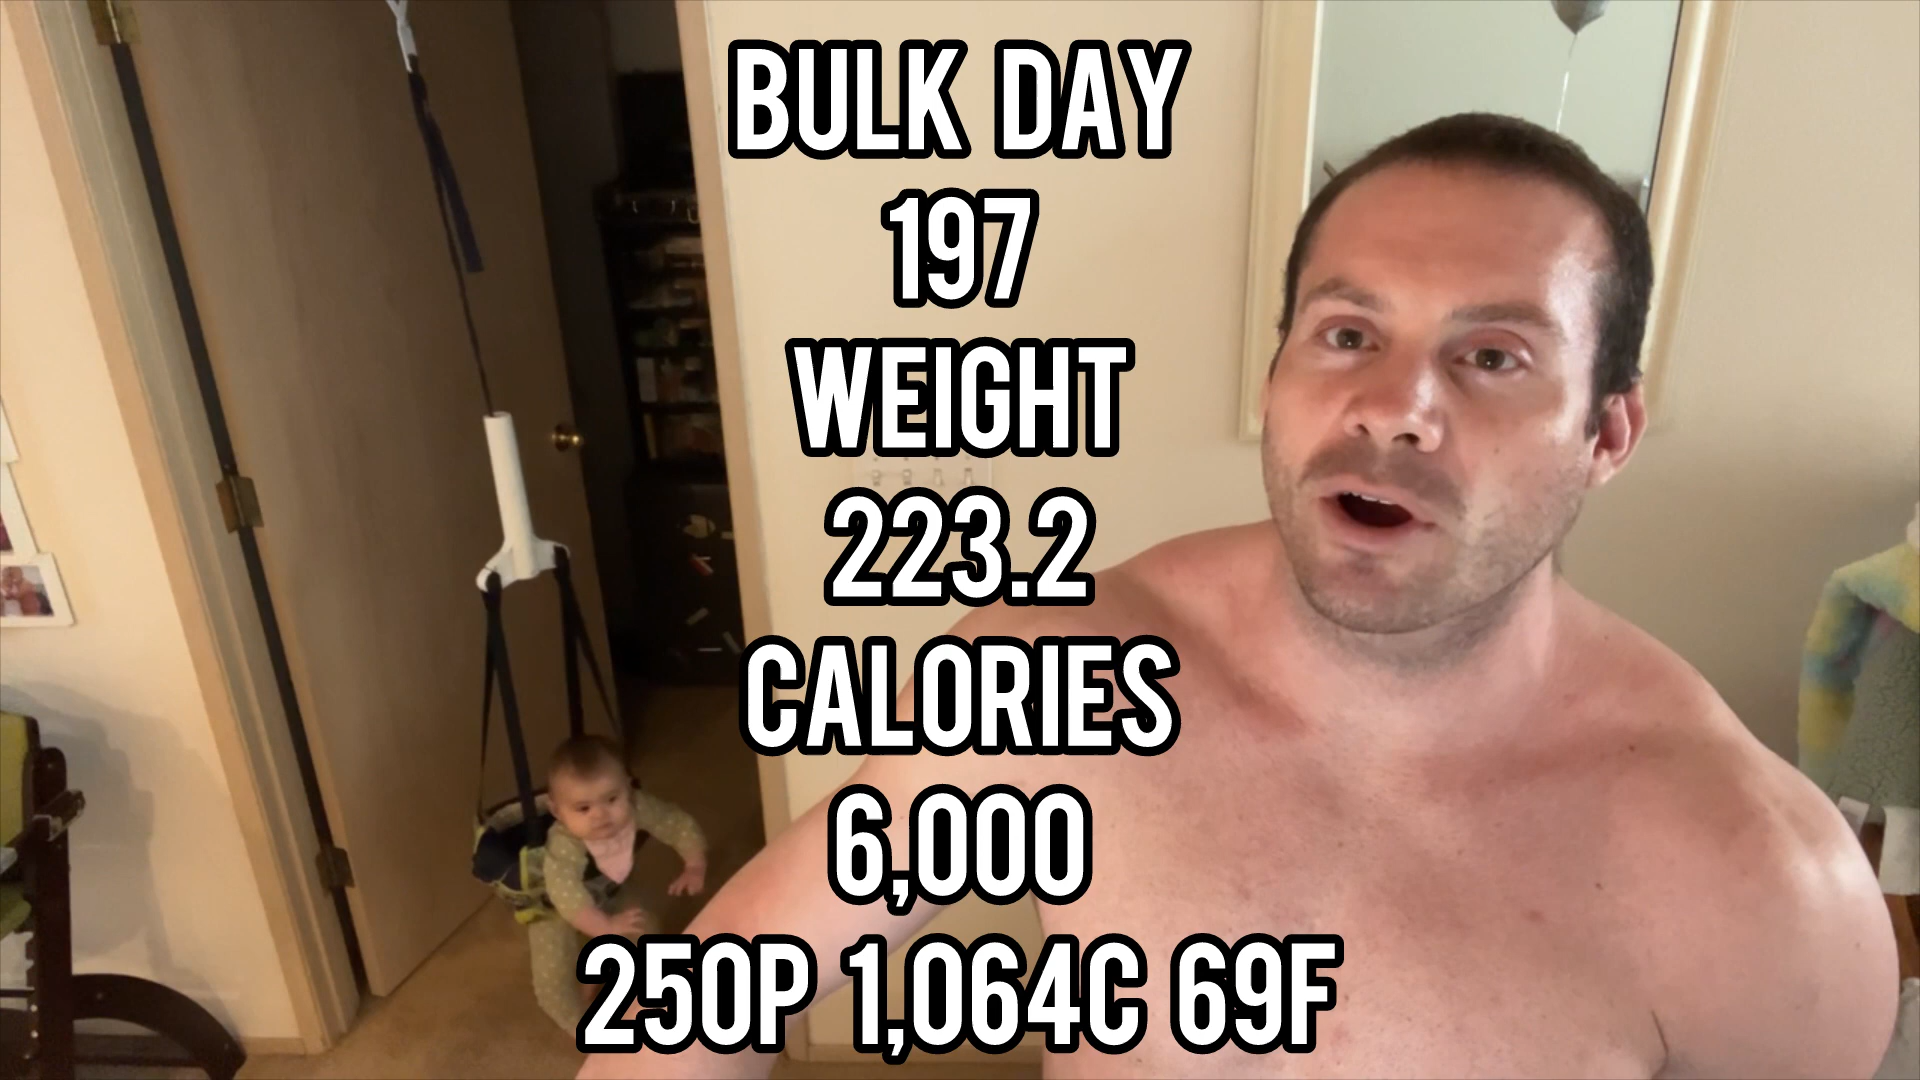 BULK DAY
197
WEIGHT
223.2
CALORIES
6,000
250P 1,064C 69F